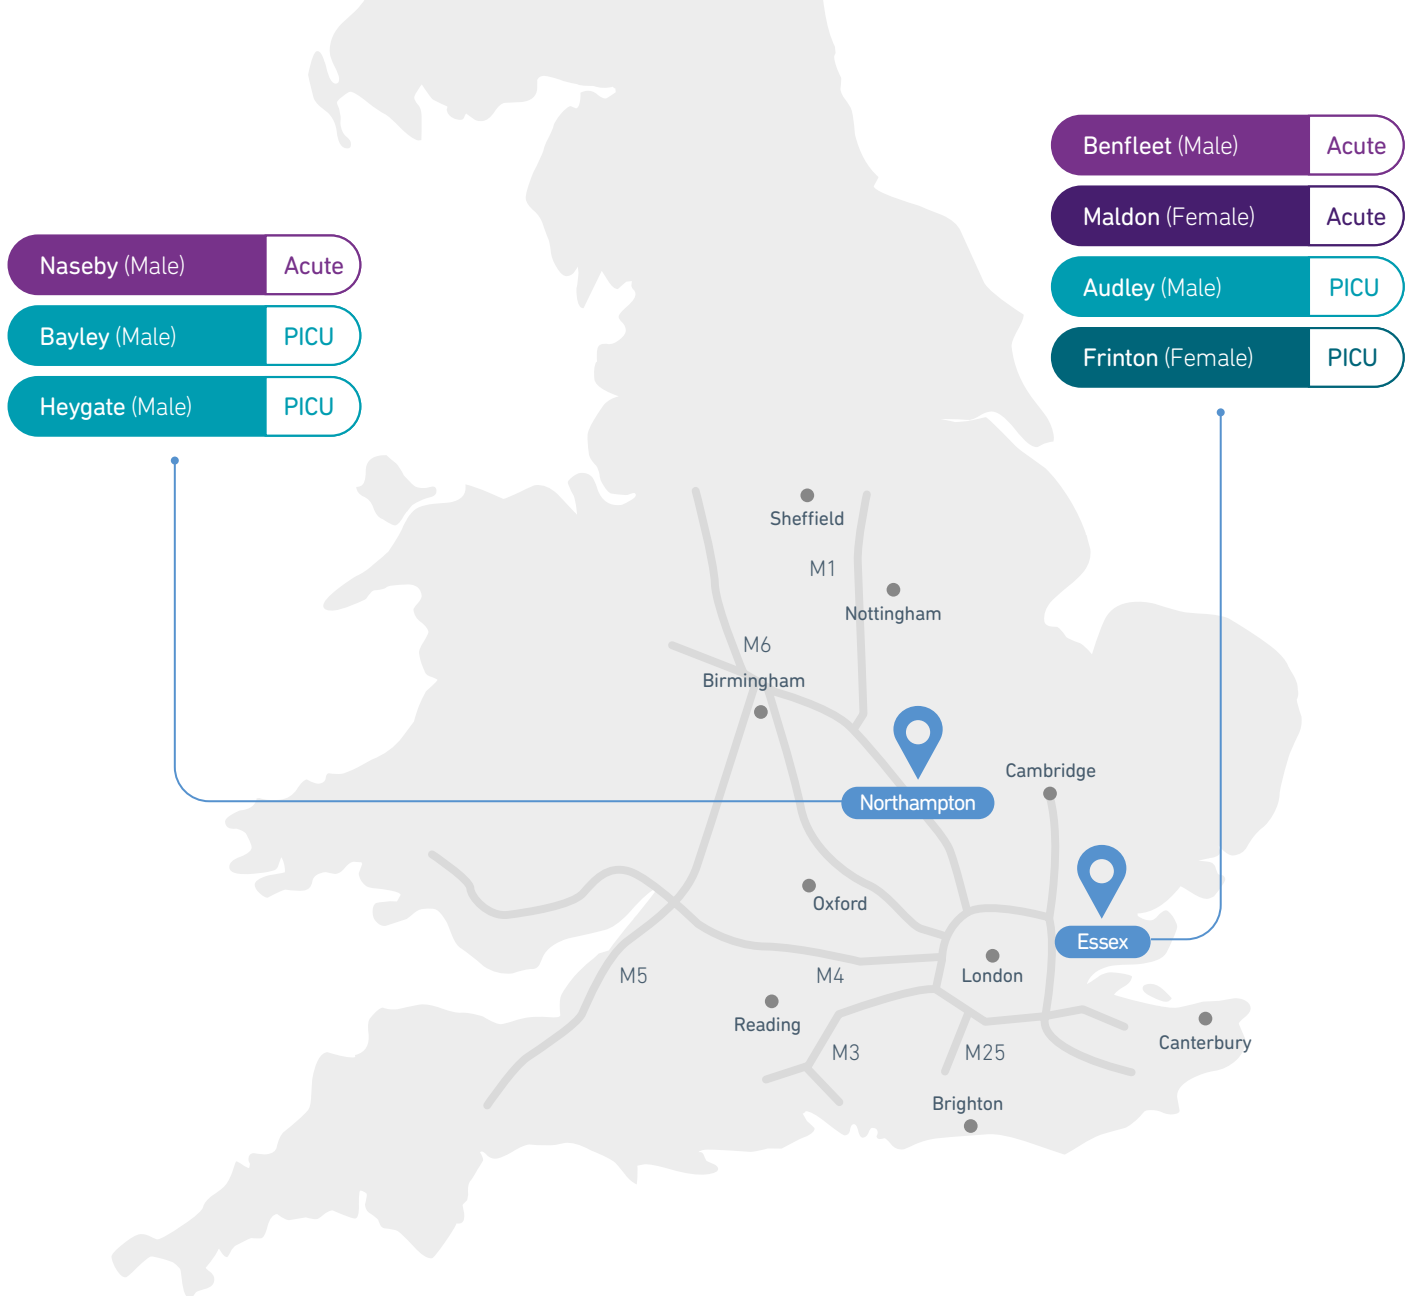 Benfleet (Male) Acute
Maldon (Female) Acute
Audley (Male) PICU
Frinton (Female) PICU
Naseby (Male) Acute
Bayley (Male) PICU
Heygate (Male) PICU
Sheffield
M1
Nottingham
M6
Birmingham
Cambridge
Northampton
Oxford
Essex
London
M5
M4
Reading
Canterbury
M3
M25
Brighton